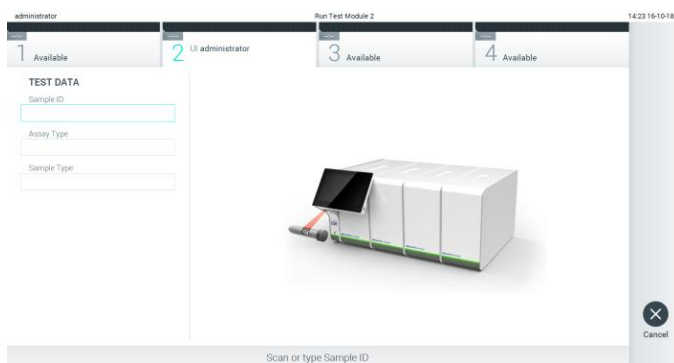 administrator
Run Test Module 2
14:23 16-10-18
--:--
--:--
--:--
--:--
1 Available
2 UI administrator
3 Available
4 Available
TEST DATA
Sample ID
Assay Type
Sample Type
Cancel
Scan or type Sample ID